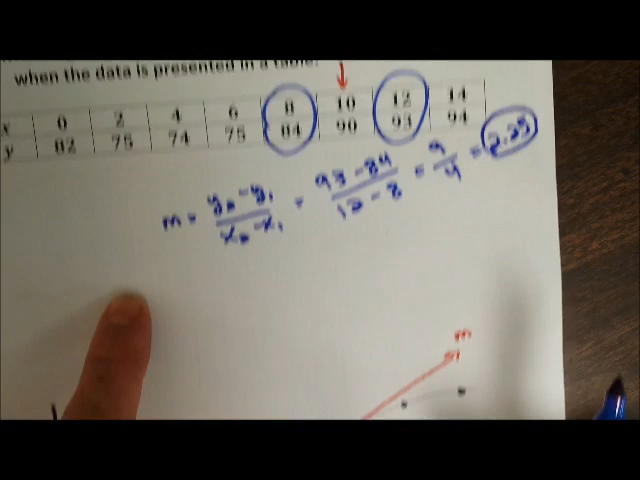 when the data is presented in a table.
x 0 2 4 6 8 10 12 14
y 82 75 74 75 84 90 93 94
m = y₂-y₁ / x₂-x₁ = 93-84 / 12-8 = 9/4 = 2.25
m